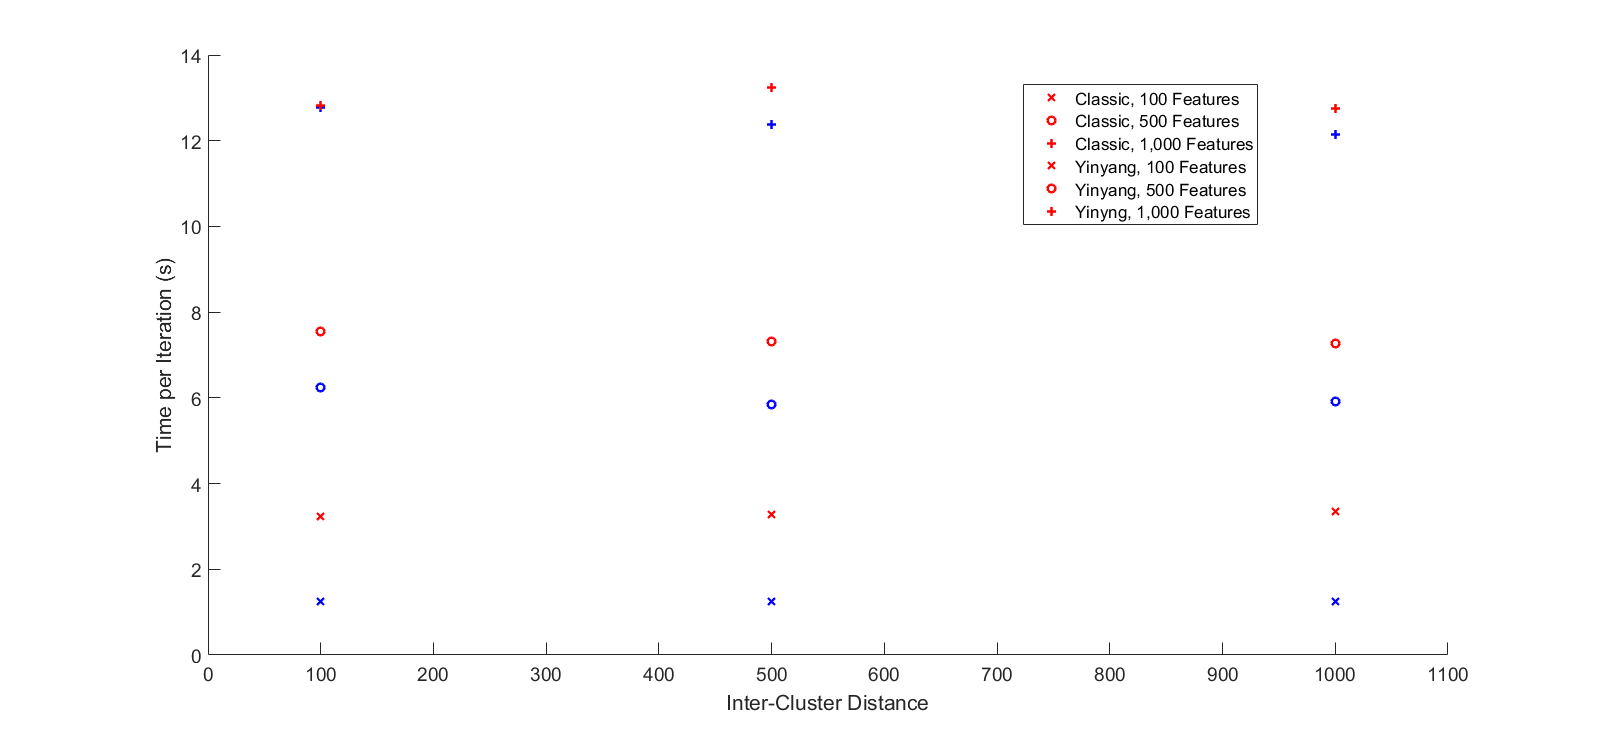 14
12
10
8
6
4
2
0
Time per Iteration (s)
Classic, 100 Features
Classic, 500 Features
Classic, 1,000 Features
Yinyang, 100 Features
Yinyang, 500 Features
Yinyng, 1,000 Features
0 100 200 300 400 500 600 700 800 900 1000 1100
Inter-Cluster Distance